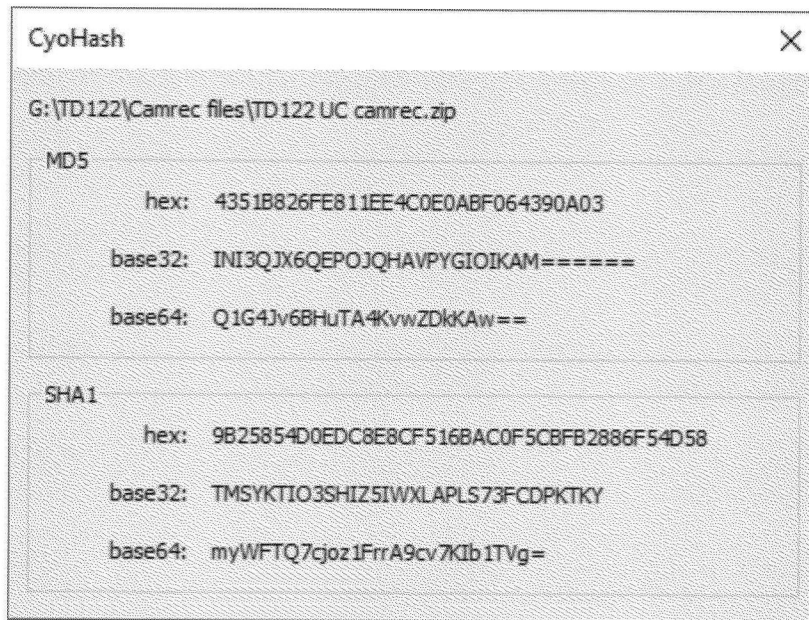 CyoHash
G:\TD122\Camrec files\TD122 UC camrec.zip
MD5
hex: 4351B826FE811EE4C0E0ABF064390A03
base32: INI3QJX6QEPOJQHAVPYGIOIKAM======
base64: Q1G4Jv6BHuTA4KvwZDkKAw==
SHA1
hex: 9B25854D0EDC8E8CF516BAC0F5CBFB2886F54D58
base32: TMSYKTIO3SHIZ5IWXLAPLS73FCDPKTKY
base64: myWFTQ7cjoz1FrrA9cv7KIb1TVg=